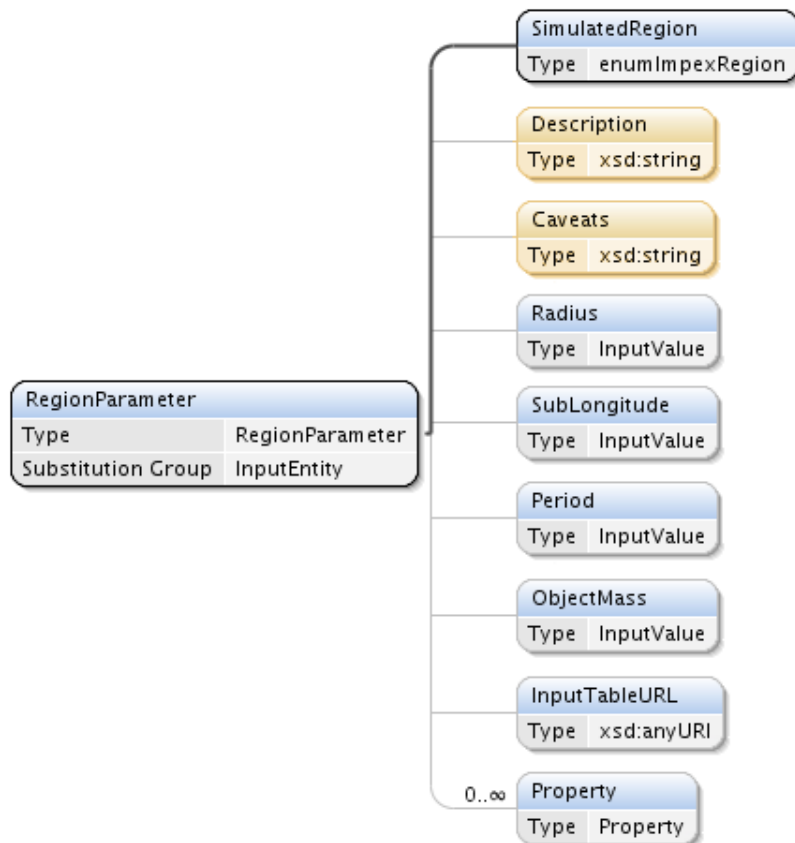 SimulatedRegion
Type enumImpexRegion
Description
Type xsd:string
Caveats
Type xsd:string
Radius
Type InputValue
RegionParameter
Type RegionParameter
Substitution Group InputEntity
SubLongitude
Type InputValue
Period
Type InputValue
ObjectMass
Type InputValue
InputTableURL
Type xsd:anyURI
0..∞ Property
Type Property